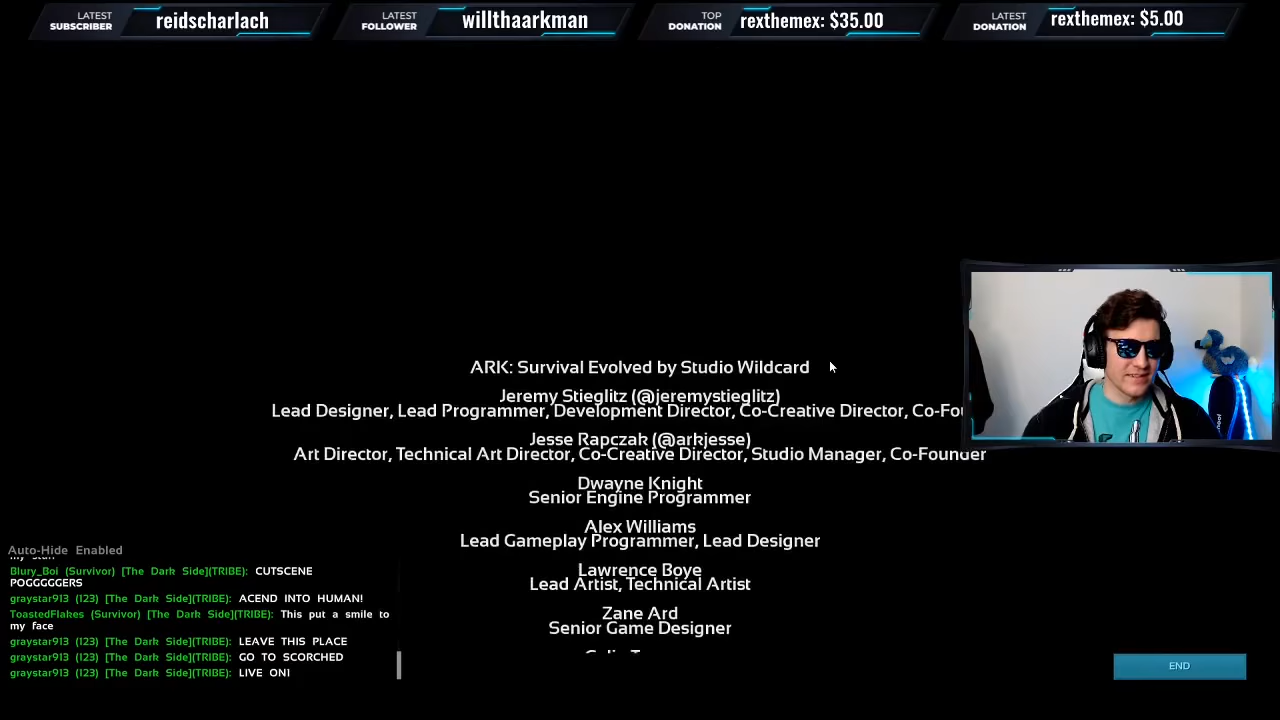 LATEST SUBSCRIBER reidscharlach
LATEST FOLLOWER willthaarkman
TOP DONATION rexthemex: $35.00
LATEST DONATION rexthemex: $5.00
ARK: Survival Evolved by Studio Wildcard
Jeremy Stieglitz (@jeremystieglitz)
Lead Designer, Lead Programmer, Development Director, Co-Creative Director, Co-Fou
Jesse Rapczak (@arkjesse)
Art Director, Technical Art Director, Co-Creative Director, Studio Manager, Co-Founder
Dwayne Knight
Senior Engine Programmer
Alex Williams
Lead Gameplay Programmer, Lead Designer
Lawrence Boye
Lead Artist, Technical Artist
Zane Ard
Senior Game Designer
Auto-Hide Enabled
my stuff
Blury_Boi (Survivor) [The Dark Side](TRIBE): CUTSCENE
POGGGGGERS
graystar913 (123) [The Dark Side](TRIBE): ACEND INTO HUMAN!
ToastedFlakes (Survivor) [The Dark Side](TRIBE): This put a smile to
my face
graystar913 (123) [The Dark Side](TRIBE): LEAVE THIS PLACE
graystar913 (123) [The Dark Side](TRIBE): GO TO SCORCHED
graystar913 (123) [The Dark Side](TRIBE): LIVE ON!
END